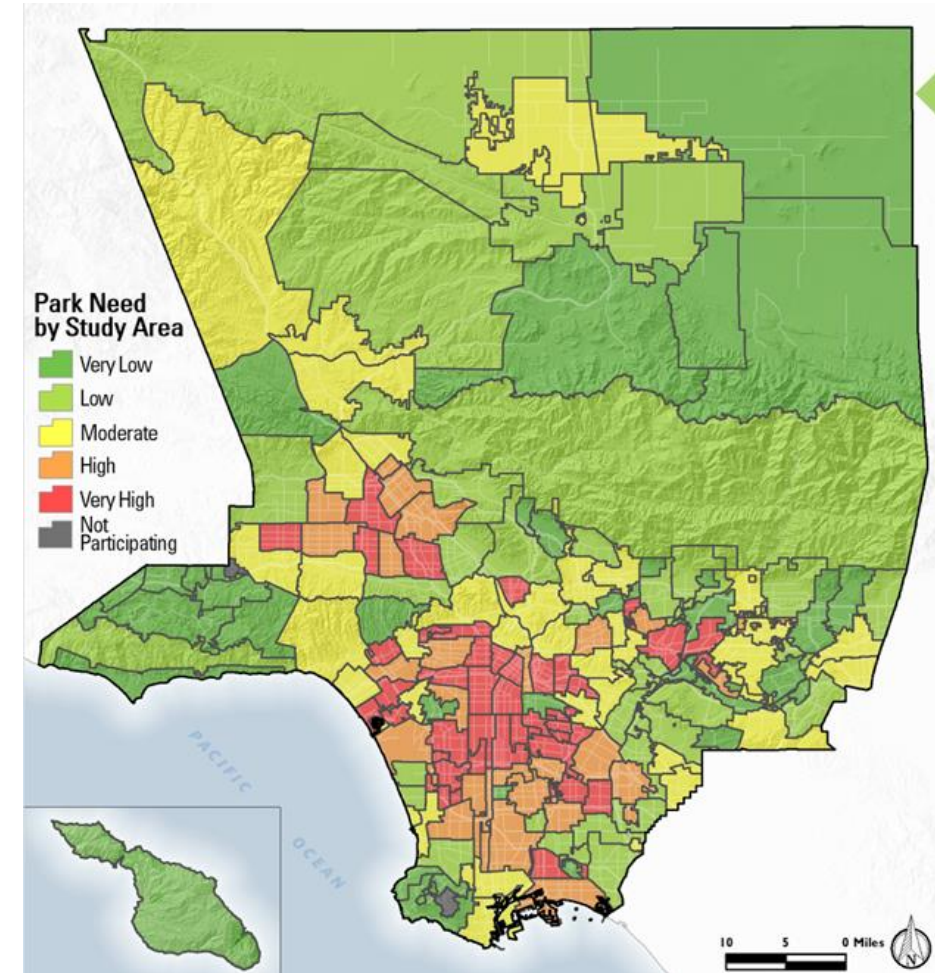 Park Need
by Study Area
Very Low
Low
Moderate
High
Very High
Not
Participating
PACIFIC
OCEAN
10 5 0 Miles
N